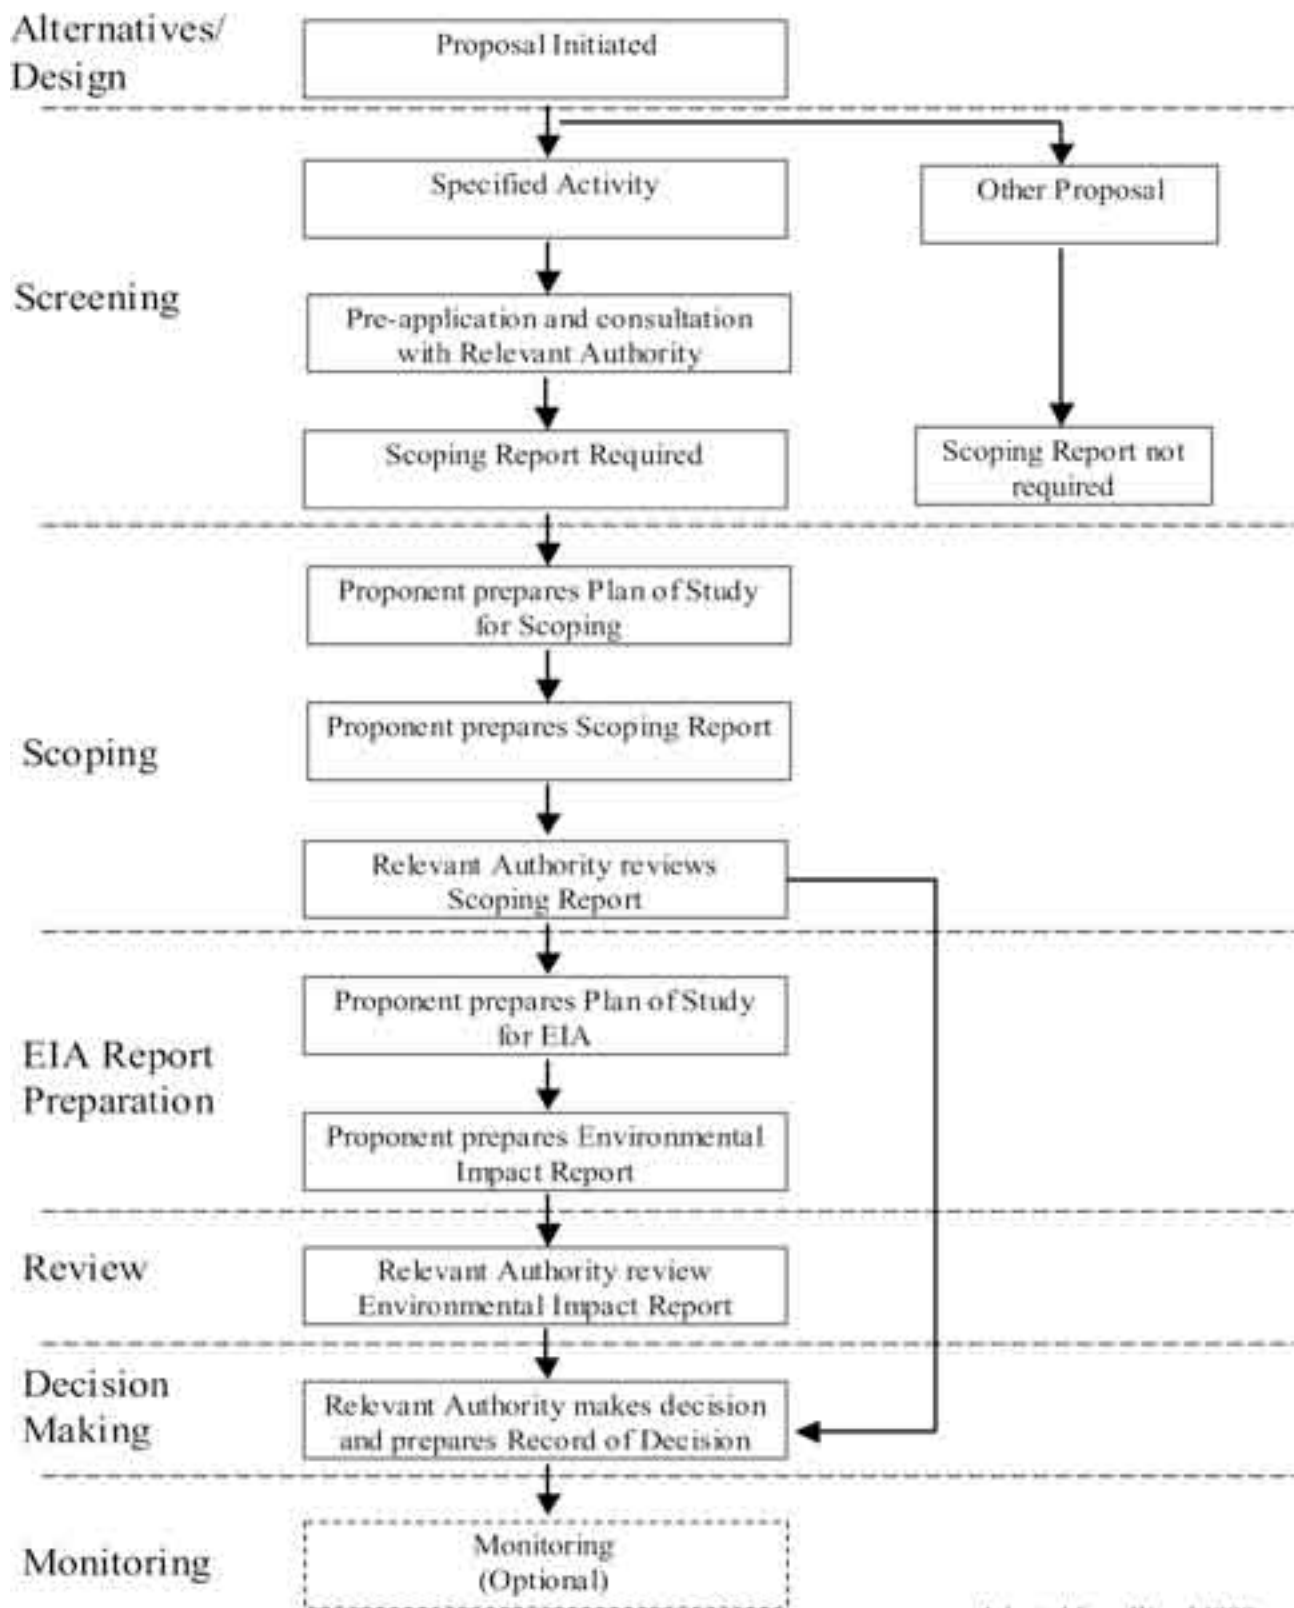 Alternatives/
Design
Proposal Initiated
Specified Activity
Other Proposal
Screening
Pre-application and consultation
with Relevant Authority
Scoping Report Required
Scoping Report not
required
Proponent prepares Plan of Study
for Scoping
Scoping
Proponent prepares Scoping Report
Relevant Authority reviews
Scoping Report
EIA Report
Preparation
Proponent prepares Plan of Study
for EIA
Proponent prepares Environmental
Impact Report
Review
Relevant Authority review
Environmental Impact Report
Decision
Making
Relevant Authority makes decision
and prepares Record of Decision
Monitoring
Monitoring
(Optional)